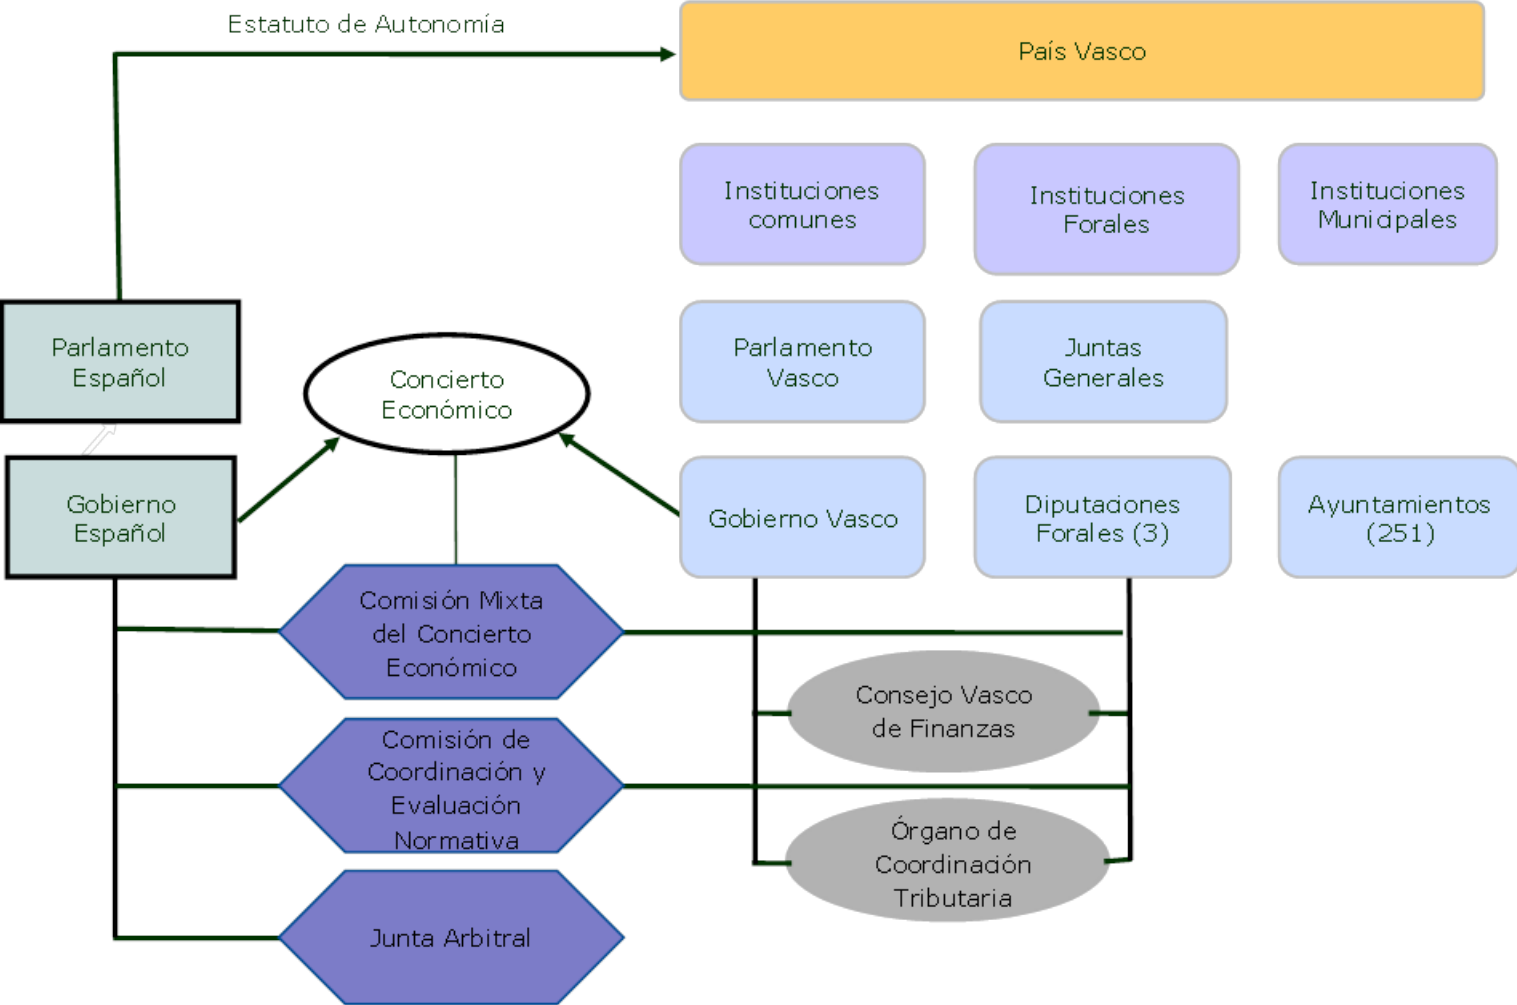 Estatuto de Autonomía
País Vasco
Instituciones
comunes
Instituciones
Forales
Instituciones
Municipales
Parlamento
Español
Concierto
Económico
Parlamento
Vasco
Juntas
Generales
Gobierno
Español
Gobierno Vasco
Diputaciones
Forales (3)
Ayuntamientos
(251)
Comisión Mixta
del Concierto
Económico
Consejo Vasco
de Finanzas
Comisión de
Coordinación y
Evaluación
Normativa
Órgano de
Coordinación
Tributaria
Junta Arbitral